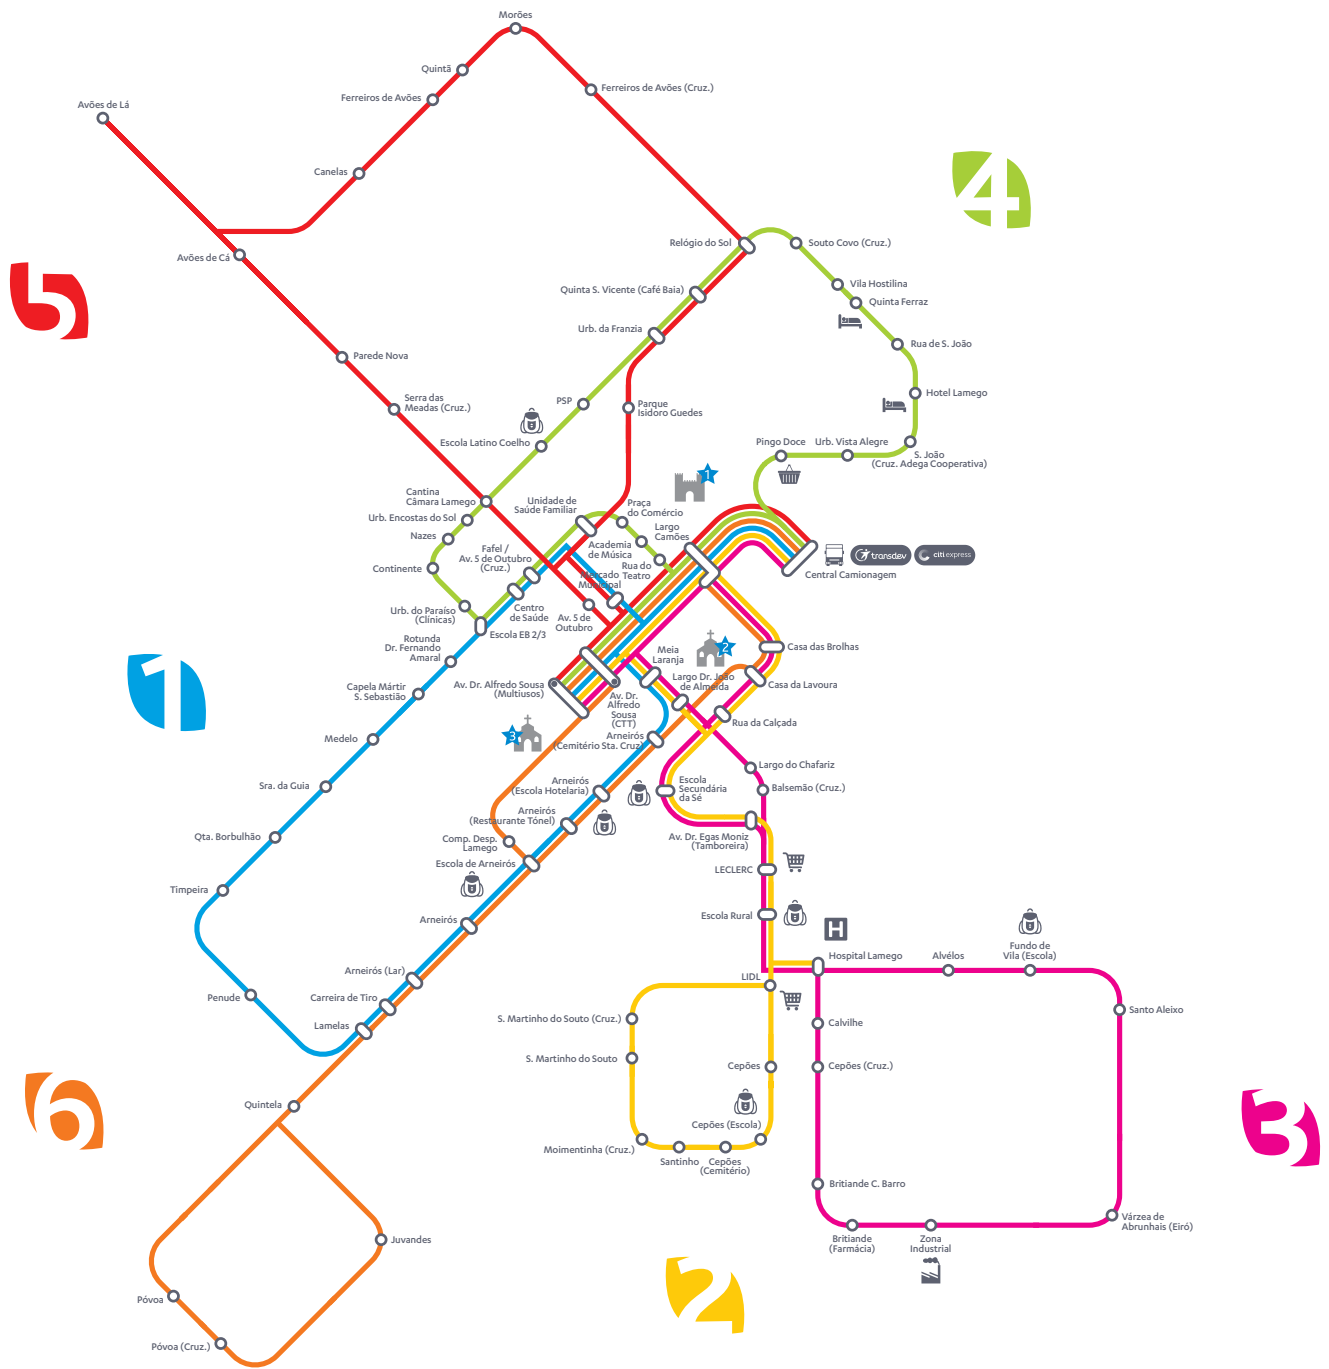 Morões
Quintã
Ferreiros de Avões (Cruz.)
Ferreiros de Avões
Avões de Lá
Canelas
4
Avões de Cá
Relógio do Sol
Souto Covo (Cruz.)
5
Quinta S. Vicente (Café Baia)
Vila Hostilina
Quinta Ferraz
Urb. da Franzia
Rua de S. João
Parede Nova
Serra das
Meadas (Cruz.)
PSP
Parque
Isidoro Guedes
Hotel Lamego
Escola Latino Coelho
Pingo Doce
Urb. Vista Alegre
S. João
(Cruz. Adega Cooperativa)
1
Cantina
Câmara Lamego
Unidade de
Saúde Familiar
Praça
do Comércio
Urb. Encostas do Sol
Largo
Camões
Nazes
Fafel /
Av. 5 de Outubro
(Cruz.)
Academia
de Música
Rua do
Teatro
transdev
citiexpress
Central Camionagem
Continente
Mercado
Municipal
Urb. do Paraíso
(Clínicas)
Centro
de Saúde
Av. 5 de
Outubro
Escola EB 2/3
Rotunda
Dr. Fernando
Amaral
Meia
Laranja
2
Casa das Brolhas
Capela Mártir
S. Sebastião
Av. Dr. Alfredo Sousa
(Multiusos)
Av. Dr.
Alfredo
Sousa
(CTT)
Largo Dr. João
de Almeida
Casa da Lavoura
1
Rua da Calçada
3
Medelo
Arneirós
(Cemitério Sta. Cruz)
Largo do Chafariz
Sra. da Guia
Arneirós
(Escola Hotelaria)
Escola
Secundária
da Sé
Balsemão (Cruz.)
Arneirós
(Restaurante Tónel)
Qta. Borbulhão
Comp. Desp.
Lamego
Av. Dr. Egas Moniz
(Tamboreira)
Escola de Arneirós
LECLERC
Timpeira
Arneirós
Escola Rural
H
Hospital Lamego
Alvélos
Fundo de
Vila (Escola)
Arneirós (Lar)
LIDL
Penude
Carreira de Tiro
S. Martinho do Souto (Cruz.)
Santo Aleixo
Lamelas
Calvilhe
S. Martinho do Souto
Cepões
Cepões (Cruz.)
6
Quintela
Cepões (Escola)
3
Moimentinha (Cruz.)
Santinho
Cepões
(Cemitério)
Britiande C. Barro
Juvandes
Britiande
(Farmácia)
Zona
Industrial
Várzea de
Abrunhais (Eiró)
2
Póvoa
Póvoa (Cruz.)